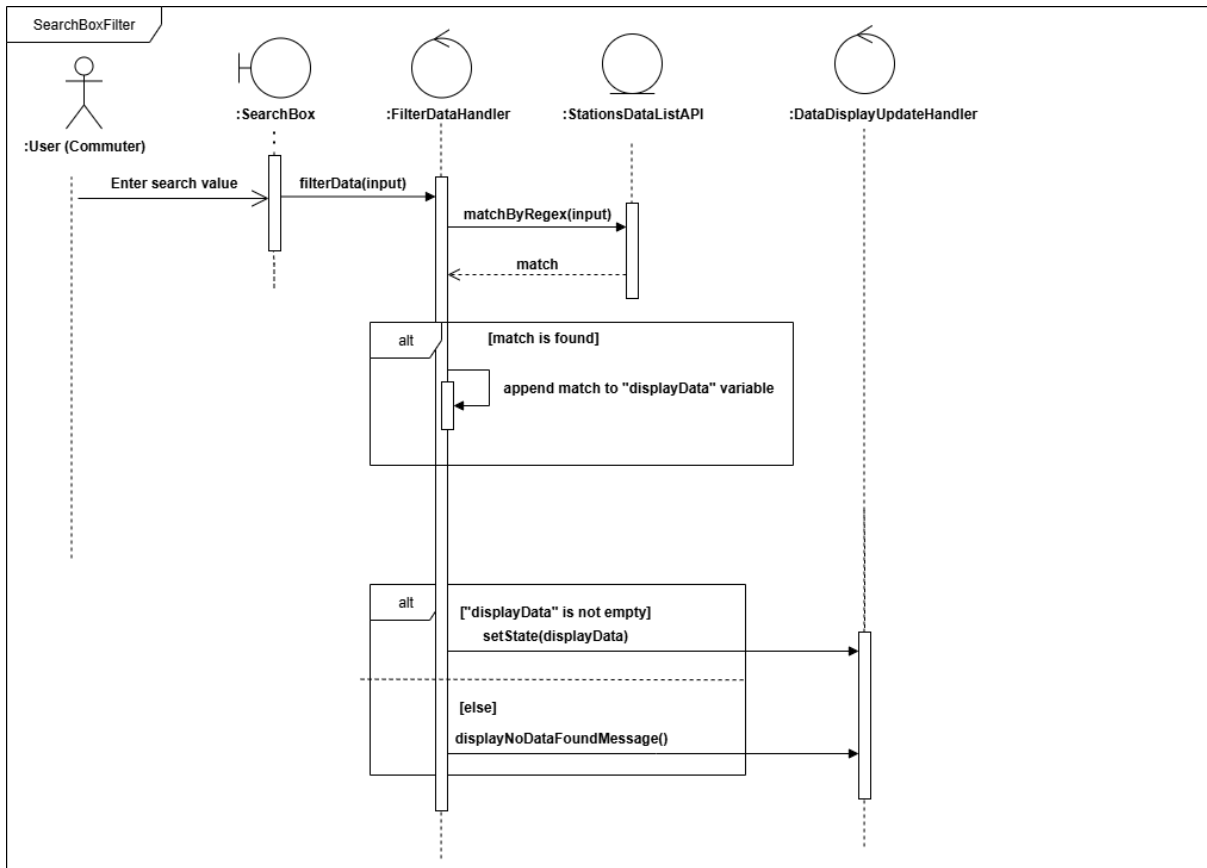 SearchBoxFilter
:User (Commuter)
:SearchBox
:FilterDataHandler
:StationsDataListAPI
:DataDisplayUpdateHandler
Enter search value
filterData(input)
matchByRegex(input)
match
alt
[match is found]
append match to "displayData" variable
alt
["displayData" is not empty]
setState(displayData)
[else]
displayNoDataFoundMessage()